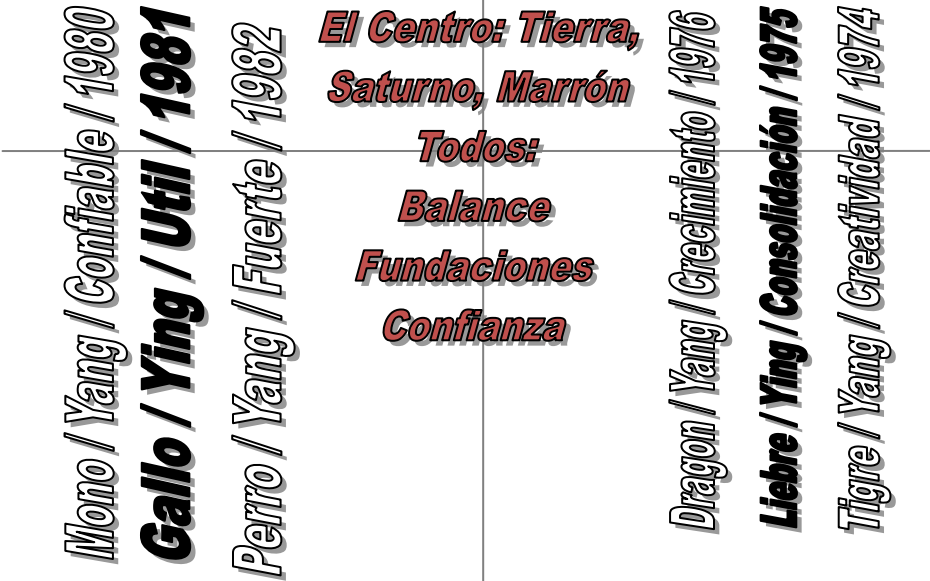 Mono / Yang / Confiable / 1980
Gallo / Ying / Util / 1981
Perro / Yang / Fuerte / 1982
El Centro: Tierra,
Saturno, Marrón
Todos:
Balance
Fundaciones
Confianza
Dragon / Yang / Crecimiento / 1976
Liebre / Ying / Consolidación / 1975
Tigre / Yang / Creatividad / 1974